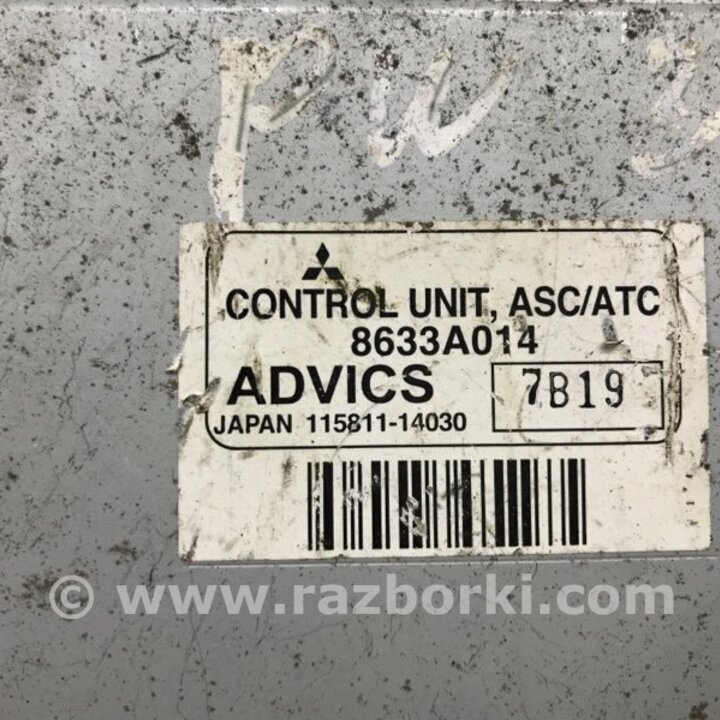 CONTROL UNIT, ASC/ATC
8633A014
ADVICS
7B19
JAPAN 115811-14030
© www.razborki.com